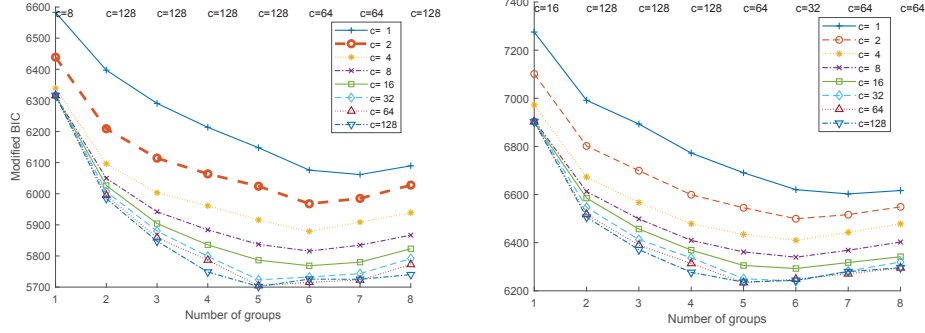 c=8 c=128 c=128 c=128 c=128 c=64 c=64 c=128
6600
6500
6400
6300
6200
6100
6000
5900
5800
5700
Modified BIC
1 2 3 4 5 6 7 8
Number of groups
c= 1
c= 2
c= 4
c= 8
c= 16
c= 32
c= 64
c=128
c=16 c=128 c=128 c=128 c=64 c=32 c=64 c=64
7400
7200
7000
6800
6600
6400
6200
1 2 3 4 5 6 7 8
Number of groups
c= 1
c= 2
c= 4
c= 8
c= 16
c= 32
c= 64
c=128